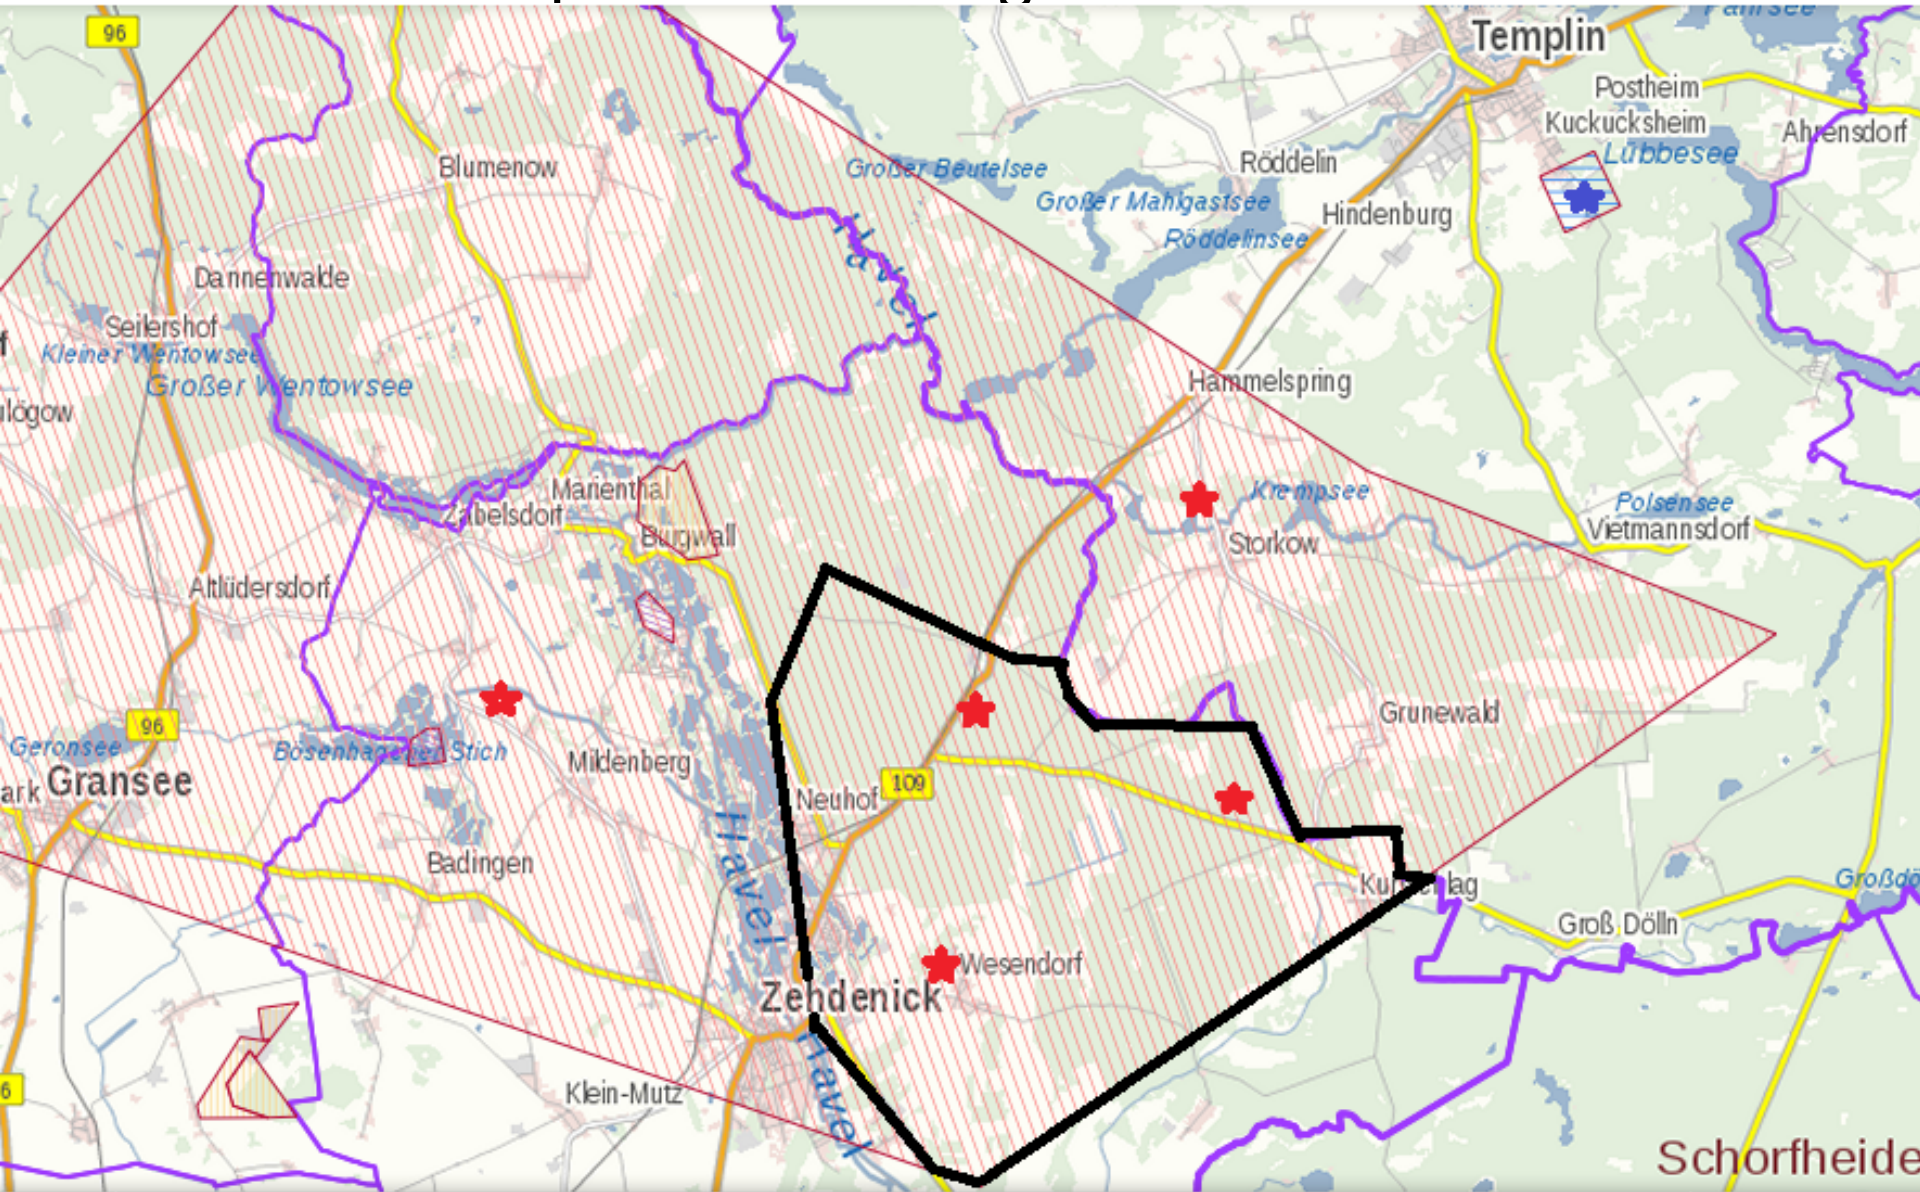 96
Templin
Postheim
Kuckucksheim
Ahrensdorf
Lübbesee
Blumenow
Großer Beutelsee
Röddelin
Großer Mahlgastsee
Hindenburg
Röddelinsee
Havel
Dannenwalde
Seilershof
Kleiner Wentowsee
Großer Wentowsee
Hammelspring
Marienthal
Krempsee
Polsensee
Zabelsdorf
Vietmannsdorf
Burgwall
Storkow
Altlüdersdorf
96
Geronsee
Bösenhagener Stich
Grunewald
Gransee
Mildenberg
109
Neuhof
Havel
Badingen
Groß Dölln
Wesendorf
Zehdenick
Havel
Klein-Mutz
6
Schorfheide